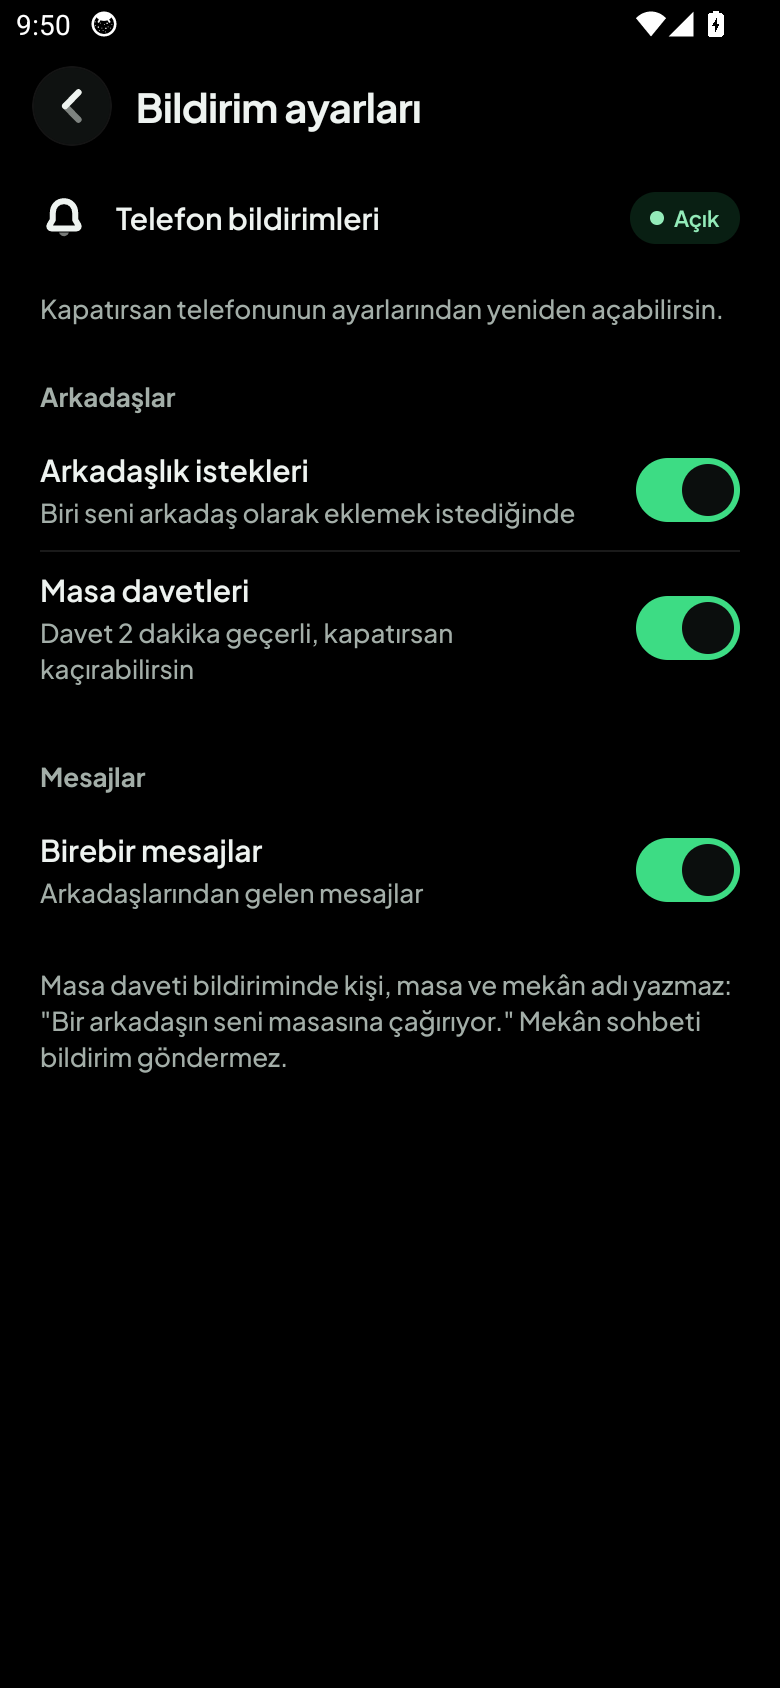 9:50
Bildirim ayarları
Telefon bildirimleri
Açık
Kapatırsan telefonunun ayarlarından yeniden açabilirsin.
Arkadaşlar
Arkadaşlık istekleri
Biri seni arkadaş olarak eklemek istediğinde
Masa davetleri
Davet 2 dakika geçerli, kapatırsan
kaçırabilirsin
Mesajlar
Birebir mesajlar
Arkadaşlarından gelen mesajlar
Masa daveti bildiriminde kişi, masa ve mekân adı yazmaz:
"Bir arkadaşın seni masasına çağırıyor." Mekân sohbeti
bildirim göndermez.